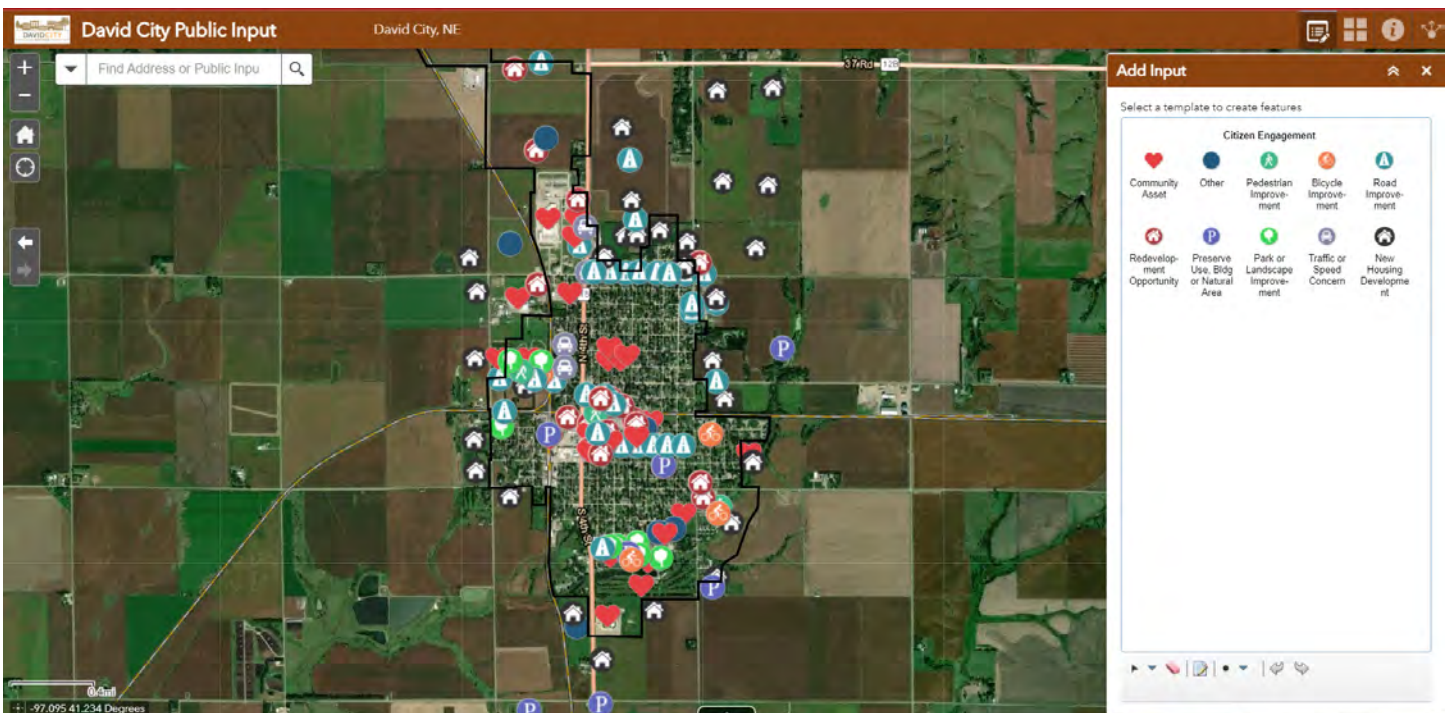 DAVID CITY
David City Public Input
David City, NE
Find Address or Public Inpu
37 Rd
12B
N 4th St
S 4th St
0.4mi
-97.095 41.234 Degrees
Add Input
Select a template to create features
Citizen Engagement
Community
Asset
Other
Pedestrian
Improve-
ment
Bicycle
Improve-
ment
Road
Improve-
ment
Redevelop-
ment
Opportunity
P
Preserve
Use, Bldg
or Natural
Area
Park or
Landscape
Improve-
ment
Traffic or
Speed
Concern
New
Housing
Developme
nt
P
P
P
P
P
P